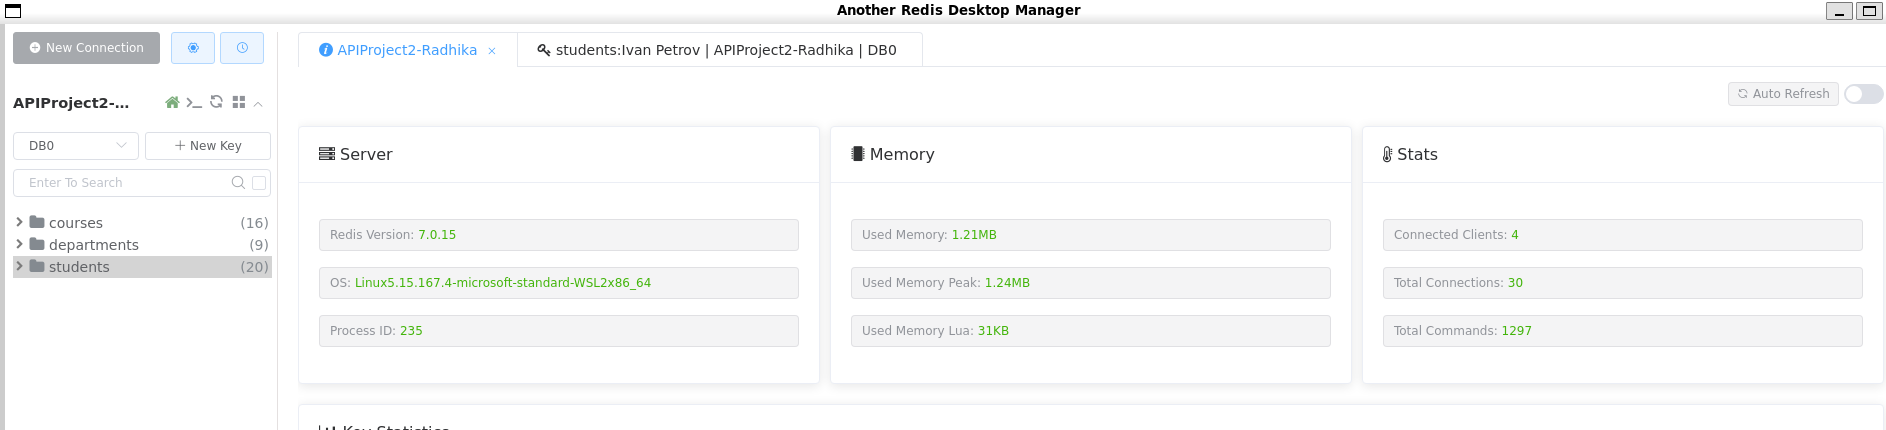 Another Redis Desktop Manager
New Connection
APIProject2-Radhika
students:Ivan Petrov | APIProject2-Radhika | DB0
APIProject2-...
Auto Refresh
DB0
New Key
Enter To Search
courses (16)
departments (9)
students (20)
Server
Redis Version: 7.0.15
OS: Linux5.15.167.4-microsoft-standard-WSL2x86_64
Process ID: 235
Memory
Used Memory: 1.21MB
Used Memory Peak: 1.24MB
Used Memory Lua: 31KB
Stats
Connected Clients: 4
Total Connections: 30
Total Commands: 1297
Key Statistics